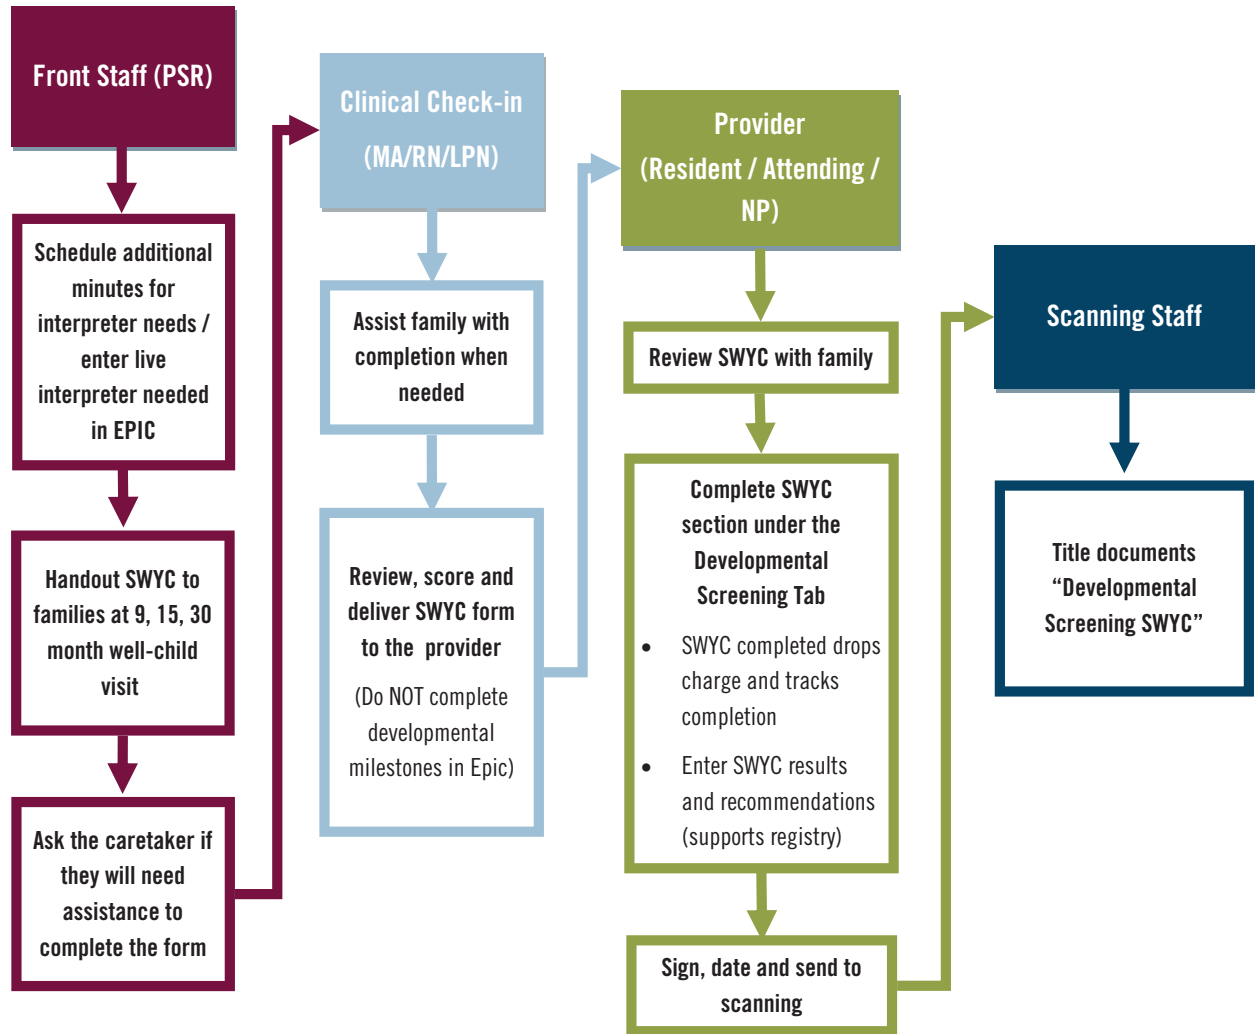 Front Staff (PSR)
Schedule additional
minutes for
interpreter needs /
enter live
interpreter needed
in EPIC
Handout SWYC to
families at 9, 15, 30
month well-child
visit
Ask the caretaker if
they will need
assistance to
complete the form
Clinical Check-in
(MA/RN/LPN)
Assist family with
completion when
needed
Review, score and
deliver SWYC form
to the provider
(Do NOT complete
developmental
milestones in Epic)
Provider
(Resident / Attending /
NP)
Review SWYC with family
Complete SWYC
section under the
Developmental
Screening Tab
• SWYC completed drops
charge and tracks
completion
• Enter SWYC results
and recommendations
(supports registry)
Sign, date and send to
scanning
Scanning Staff
Title documents
“Developmental
Screening SWYC”